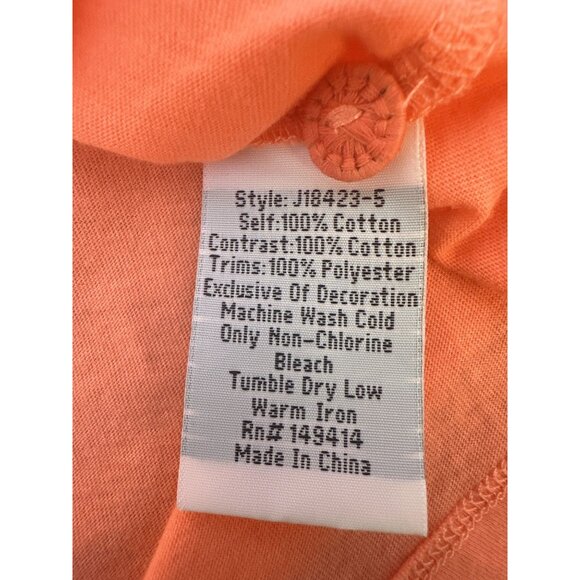 Style: J18423-5
Self:100% Cotton
Contrast:100% Cotton
Trims:100% Polyester
Exclusive Of Decoration
Machine Wash Cold
Only Non-Chlorine
Bleach
Tumble Dry Low
Warm Iron
Rn# 149414
Made In China